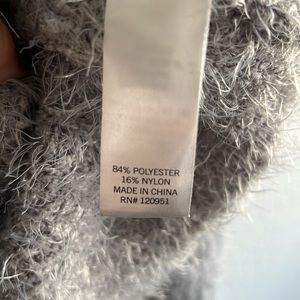 84% POLYESTER
16% NYLON
MADE IN CHINA
RN# 120951